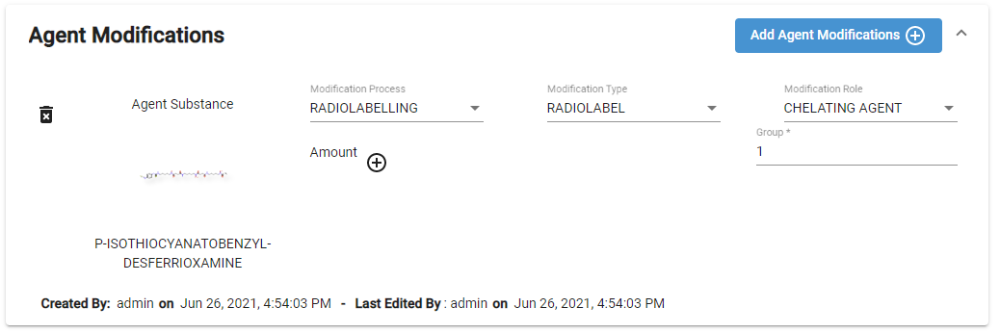 Agent Modifications
Add Agent Modifications
Agent Substance
Modification Process
RADIOLABELLING
Modification Type
RADIOLABEL
Modification Role
CHELATING AGENT
Amount
Group *
1
P-ISOTHIOCYANATOBENZYL-
DESFERRIOXAMINE
Created By: admin on Jun 26, 2021, 4:54:03 PM - Last Edited By : admin on Jun 26, 2021, 4:54:03 PM